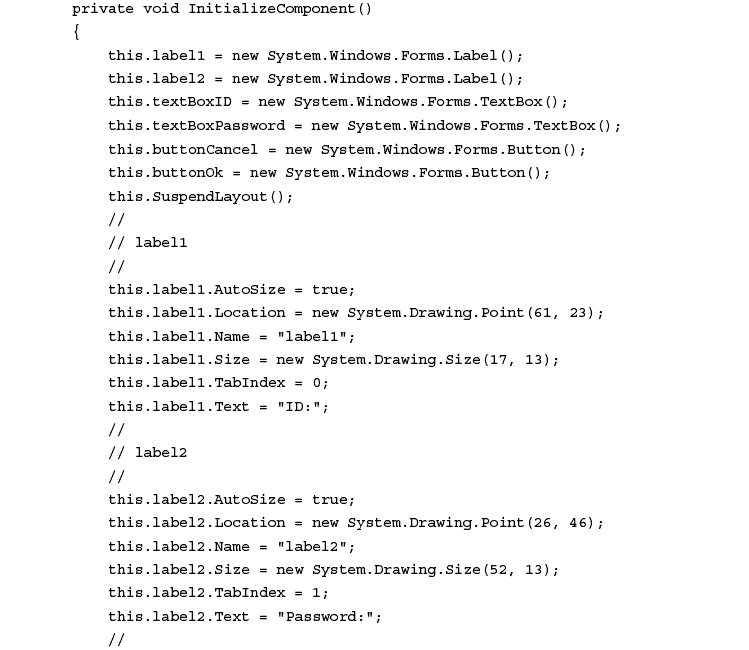 private void InitializeComponent()
{
this.label1 = new System.Windows.Forms.Label();
this.label2 = new System.Windows.Forms.Label();
this.textBoxID = new System.Windows.Forms.TextBox();
this.textBoxPassword = new System.Windows.Forms.TextBox();
this.buttonCancel = new System.Windows.Forms.Button();
this.buttonOk = new System.Windows.Forms.Button();
this.SuspendLayout();
//
// label1
//
this.label1.AutoSize = true;
this.label1.Location = new System.Drawing.Point(61, 23);
this.label1.Name = "label1";
this.label1.Size = new System.Drawing.Size(17, 13);
this.label1.TabIndex = 0;
this.label1.Text = "ID:";
//
// label2
//
this.label2.AutoSize = true;
this.label2.Location = new System.Drawing.Point(26, 46);
this.label2.Name = "label2";
this.label2.Size = new System.Drawing.Size(52, 13);
this.label2.TabIndex = 1;
this.label2.Text = "Password:";
//